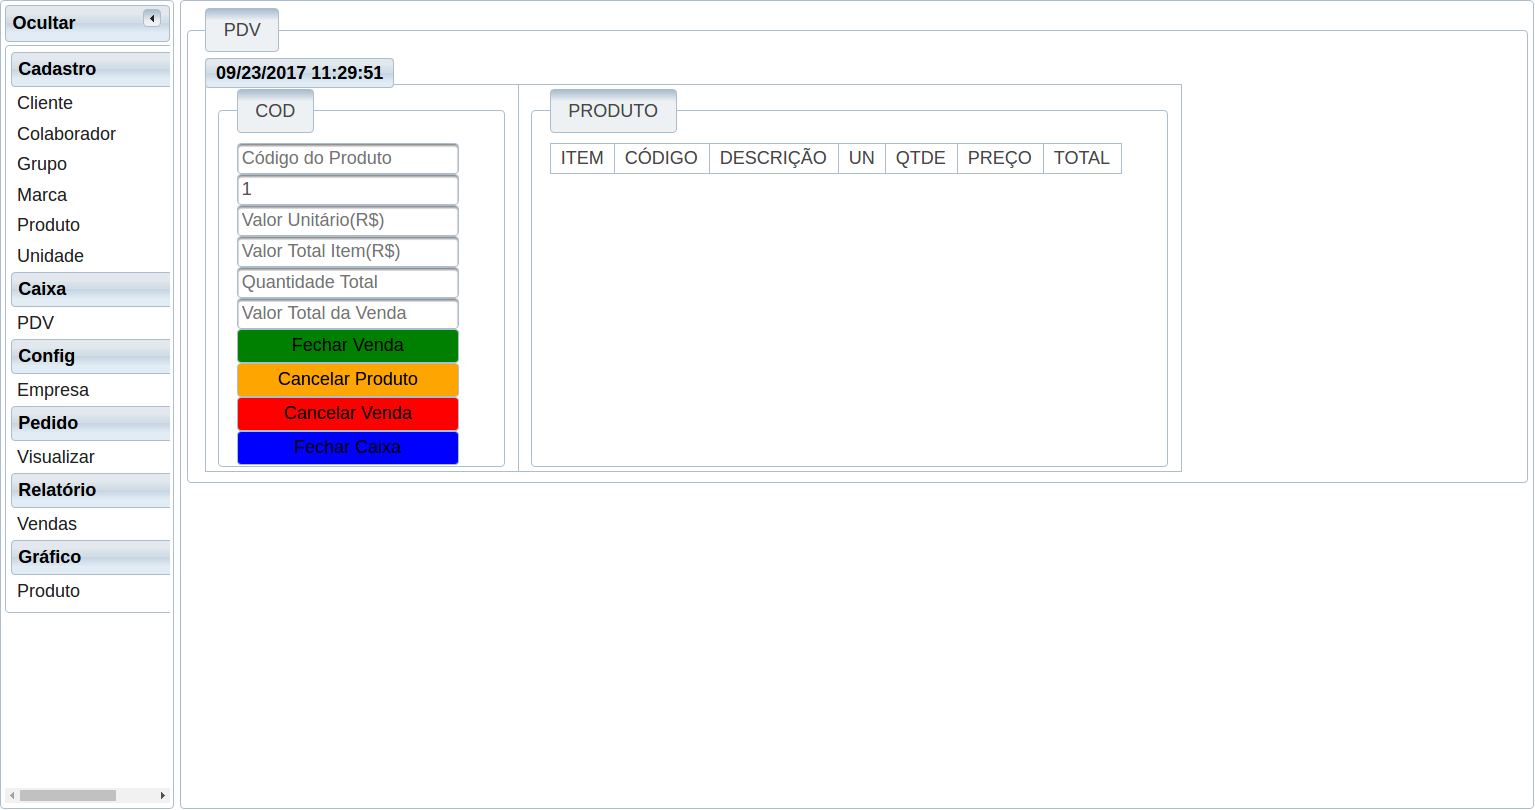 Ocultar
Cadastro
Cliente
Colaborador
Grupo
Marca
Produto
Unidade
Caixa
PDV
Config
Empresa
Pedido
Visualizar
Relatório
Vendas
Gráfico
Produto
PDV
09/23/2017 11:29:51
COD
Código do Produto
1
Valor Unitário(R$)
Valor Total Item(R$)
Quantidade Total
Valor Total da Venda
Fechar Venda
Cancelar Produto
Cancelar Venda
Fechar Caixa
PRODUTO
ITEM CÓDIGO DESCRIÇÃO UN QTDE PREÇO TOTAL